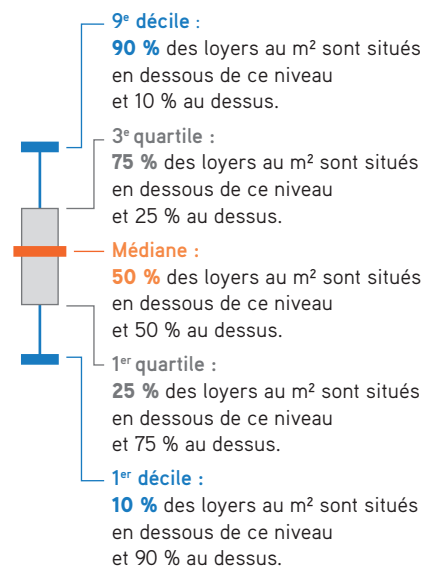 9e décile :
90 % des loyers au m² sont situés
en dessous de ce niveau
et 10 % au dessus.
3e quartile :
75 % des loyers au m² sont situés
en dessous de ce niveau
et 25 % au dessus.
Médiane :
50 % des loyers au m² sont situés
en dessous de ce niveau
et 50 % au dessus.
1er quartile :
25 % des loyers au m² sont situés
en dessous de ce niveau
et 75 % au dessus.
1er décile :
10 % des loyers au m² sont situés
en dessous de ce niveau
et 90 % au dessus.